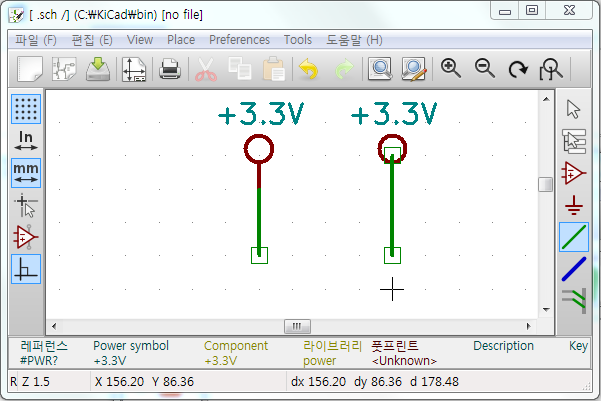 [ .sch /] (C:₩KiCad₩bin) [no file]
파일 (F) 편집 (E) View Place Preferences Tools 도움말 (H)
In
mm
+3.3V +3.3V
레퍼런스 Power symbol Component 라이브러리 풋프린트 Description Key
#PWR? +3.3V +3.3V power <Unknown>
R Z 1.5 X 156.20 Y 86.36 dx 156.20 dy 86.36 d 178.48